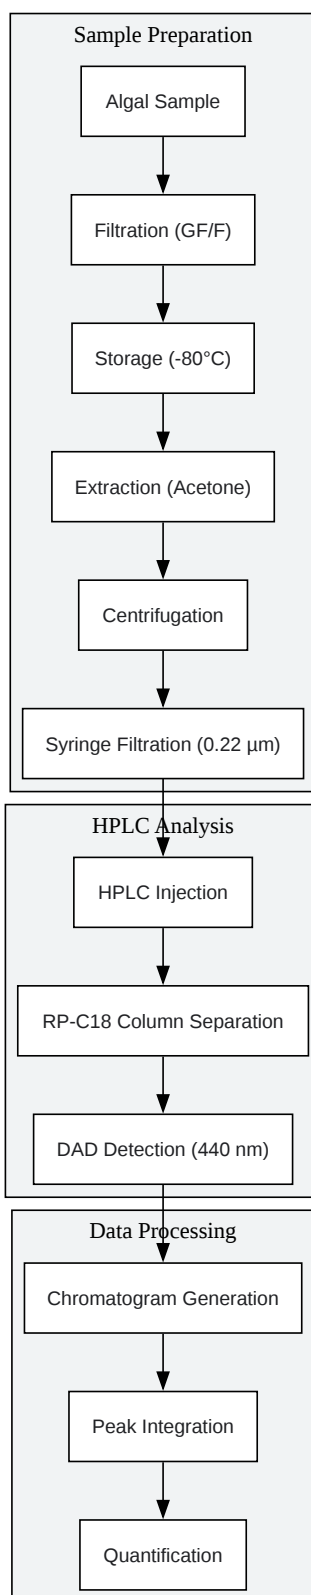 Sample Preparation
Algal Sample
Filtration (GF/F)
Storage (-80°C)
Extraction (Acetone)
Centrifugation
Syringe Filtration (0.22 µm)
HPLC Analysis
HPLC Injection
RP-C18 Column Separation
DAD Detection (440 nm)
Data Processing
Chromatogram Generation
Peak Integration
Quantification